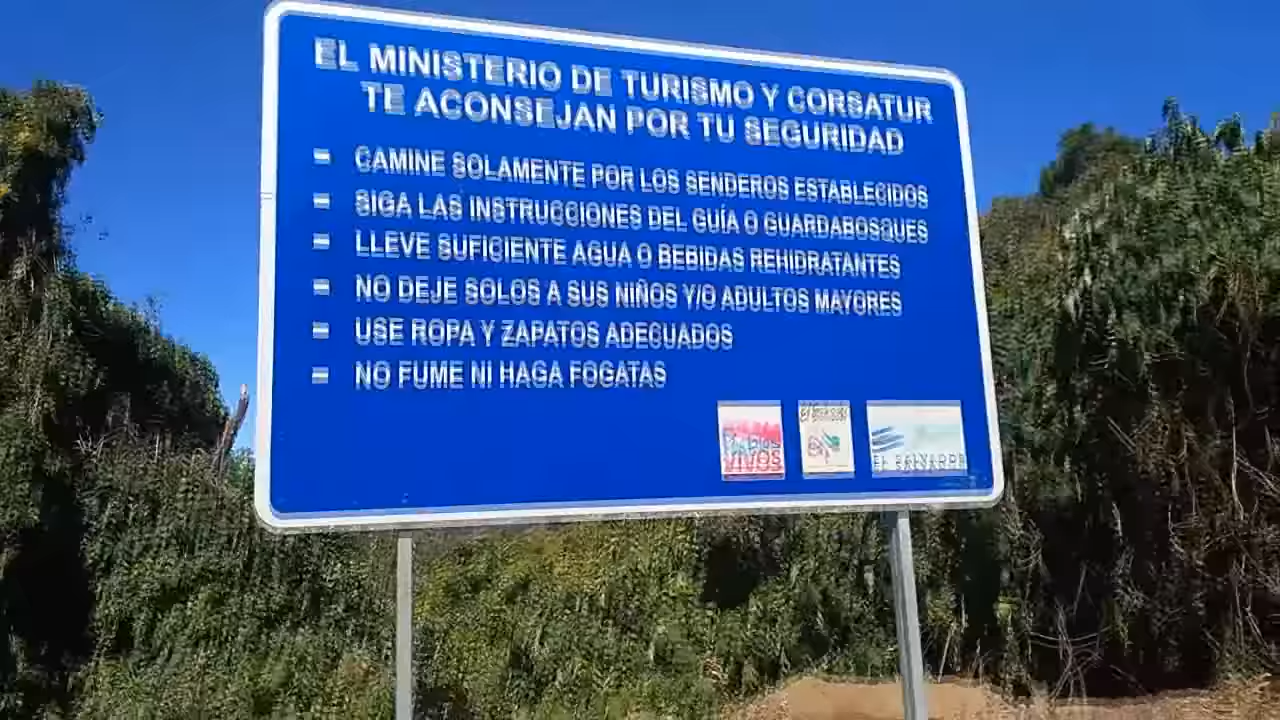 EL MINISTERIO DE TURISMO Y CORSATUR
TE ACONSEJAN POR TU SEGURIDAD
CAMINE SOLAMENTE POR LOS SENDEROS ESTABLECIDOS
SIGA LAS INSTRUCCIONES DEL GUÍA O GUARDABOSQUES
LLEVE SUFICIENTE AGUA O BEBIDAS REHIDRATANTES
NO DEJE SOLOS A SUS NIÑOS Y/O ADULTOS MAYORES
USE ROPA Y ZAPATOS ADECUADOS
NO FUME NI HAGA FOGATAS
VIVOS
EL SALVADOR